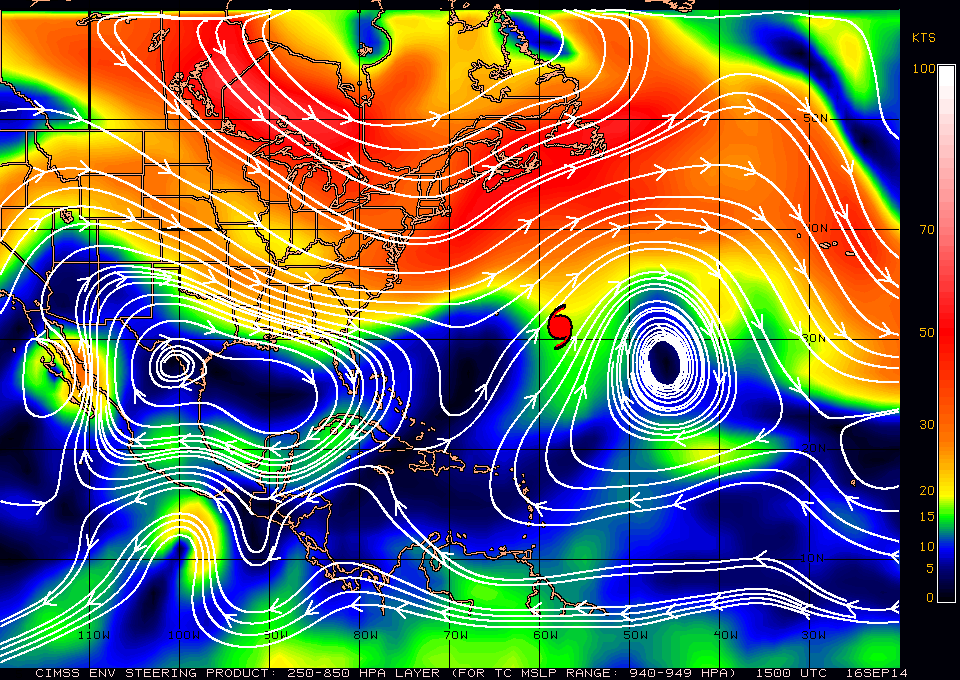 KTS
100
70
50
30
20
15
10
5
0
50N
30N
110W 100W 90W 80W 70W 60W 50W 40W 30W
CIMSS ENV STEERING PRODUCT: 250-850 HPA LAYER (FOR TC MSLP RANGE: 940-949 HPA) 1500 UTC 16SEP14